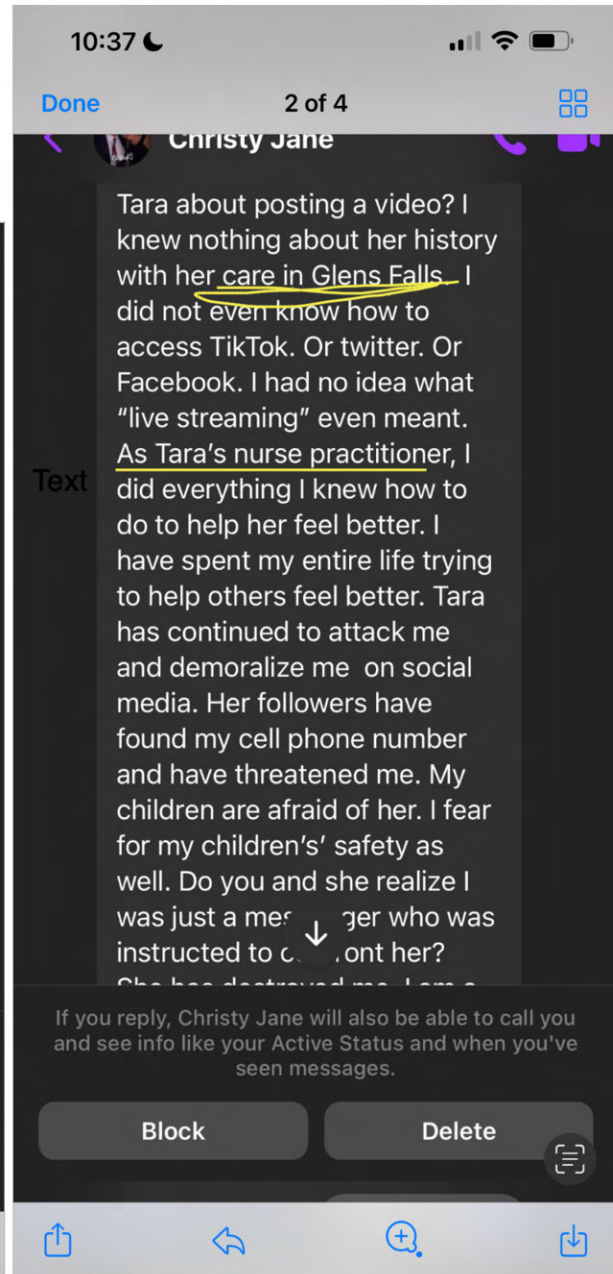 10:37
Done
2 of 4
Christy Jane
Tara about posting a video? I
knew nothing about her history
with her care in Glens Falls. I
did not even know how to
access TikTok. Or twitter. Or
Facebook. I had no idea what
“live streaming” even meant.
As Tara’s nurse practitioner, I
Text
did everything I knew how to
do to help her feel better. I
have spent my entire life trying
to help others feel better. Tara
has continued to attack me
and demoralize me  on social
media. Her followers have
found my cell phone number
and have threatened me. My
children are afraid of her. I fear
for my children’s’ safety as
well. Do you and she realize I
was just a ger who was
instructed to her?
She has destroyed me. I am a
If you reply, Christy Jane will also be able to call you
and see info like your Active Status and when you've
seen messages.
Block
Delete